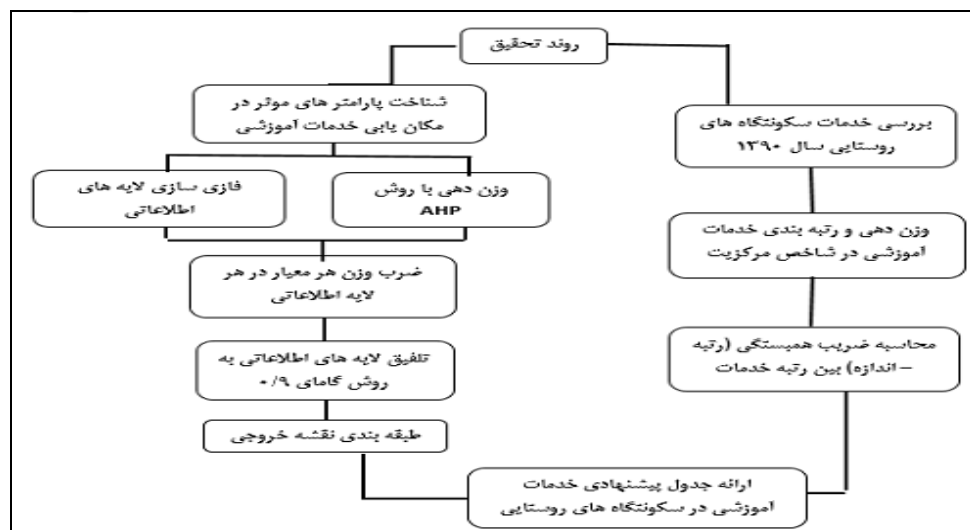 روند تحقیق
شناخت پارامتر های موثر در
مکان یابی خدمات آموزشی
بررسی خدمات سکونتگاه های
روستایی سال ۱۳۹۰
فازی سازی لایه های
اطلاعاتی
وزن دهی با روش
AHP
وزن دهی و رتبه بندی خدمات
آموزشی در شاخص مرکزیت
ضرب وزن هر معیار در هر
لایه اطلاعاتی
محاسبه ضریب همبستگی (رتبه
– اندازه) بین رتبه خدمات
تلفیق لایه های اطلاعاتی به
روش گامای ۰/۹
طبقه بندی نقشه خروجی
ارائه جدول پیشنهادی خدمات
آموزشی در سکونتگاه های روستایی